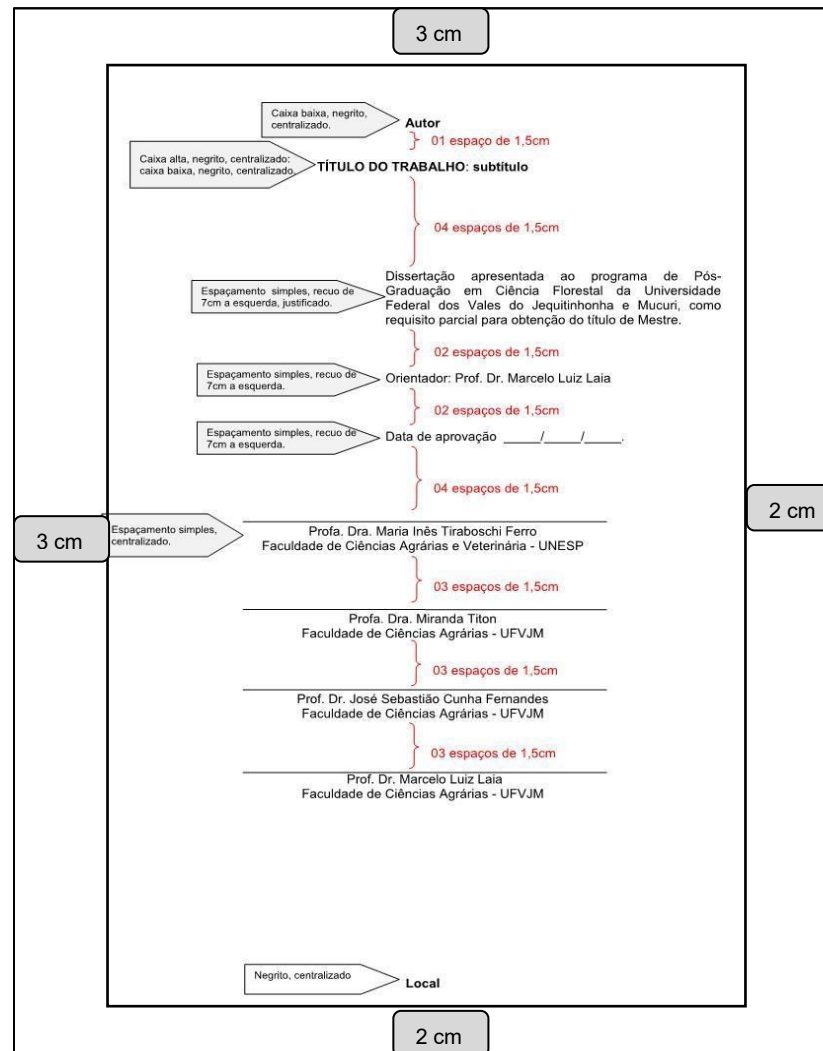 3 cm
Caixa baixa, negrito,
centralizado.
Autor
01 espaço de 1,5cm
Caixa alta, negrito, centralizado:
caixa baixa, negrito, centralizado.
TÍTULO DO TRABALHO: subtítulo
04 espaços de 1,5cm
Espaçamento simples, recuo de
7cm a esquerda, justificado.
Dissertação apresentada ao programa de Pós-
Graduação em Ciência Florestal da Universidade
Federal dos Vales do Jequitinhonha e Mucuri, como
requisito parcial para obtenção do título de Mestre.
02 espaços de 1,5cm
Espaçamento simples, recuo de
7cm a esquerda.
Orientador: Prof. Dr. Marcelo Luiz Laia
02 espaços de 1,5cm
Espaçamento simples, recuo de
7cm a esquerda.
Data de aprovação _____/_____/_____.
04 espaços de 1,5cm
2 cm
3 cm
Espaçamento simples,
centralizado.
Profa. Dra. Maria Inês Tiraboschi Ferro
Faculdade de Ciências Agrárias e Veterinária - UNESP
03 espaços de 1,5cm
Profa. Dra. Miranda Titon
Faculdade de Ciências Agrárias - UFVJM
03 espaços de 1,5cm
Prof. Dr. José Sebastião Cunha Fernandes
Faculdade de Ciências Agrárias - UFVJM
03 espaços de 1,5cm
Prof. Dr. Marcelo Luiz Laia
Faculdade de Ciências Agrárias - UFVJM
Negrito, centralizado
Local
2 cm